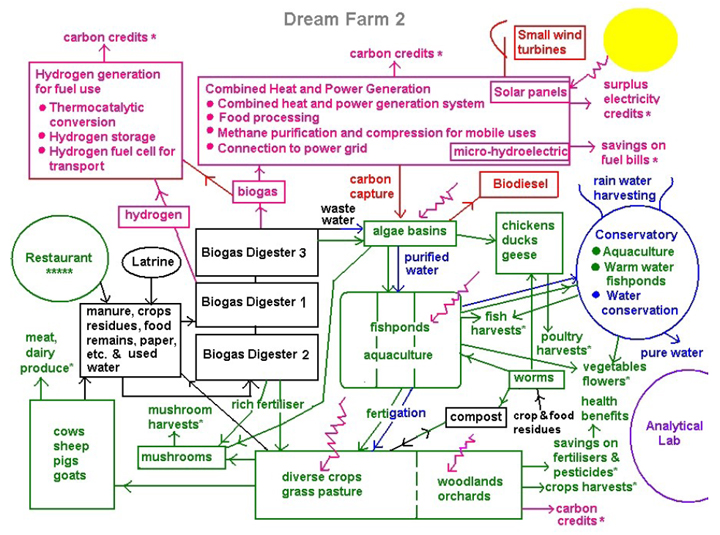 Dream Farm 2
carbon credits *
carbon credits *
Small wind
turbines
Hydrogen generation
for fuel use
Thermocatalytic
conversion
Hydrogen storage
Hydrogen fuel cell for
transport
Combined Heat and Power Generation
Combined heat and power generation system
Food processing
Methane purification and compression for mobile uses
Connection to power grid
Solar panels
micro-hydroelectric
surplus
electricity
credits *
savings on
fuel bills *
biogas
hydrogen
carbon
capture
Biodiesel
rain water
harvesting
waste
water
algae basins
purified
water
chickens
ducks
geese
Conservatory
Aquaculture
Warm water
fishponds
Water
conservation
Restaurant
*****
Latrine
Biogas Digester 3
Biogas Digester 1
Biogas Digester 2
manure, crops
residues, food
remains, paper,
etc. & used
water
meat,
dairy
produce*
fishponds
aquaculture
fish
harvests*
poultry
harvests*
pure water
vegetables
flowers*
worms
rich fertiliser
mushroom
harvests*
fertigation
compost
crop & food
residues
health
benefits
Analytical
Lab
cows
sheep
pigs
goats
mushrooms
diverse crops
grass pasture
woodlands
orchards
savings on
fertilisers &
pesticides*
crops harvests*
carbon
credits *